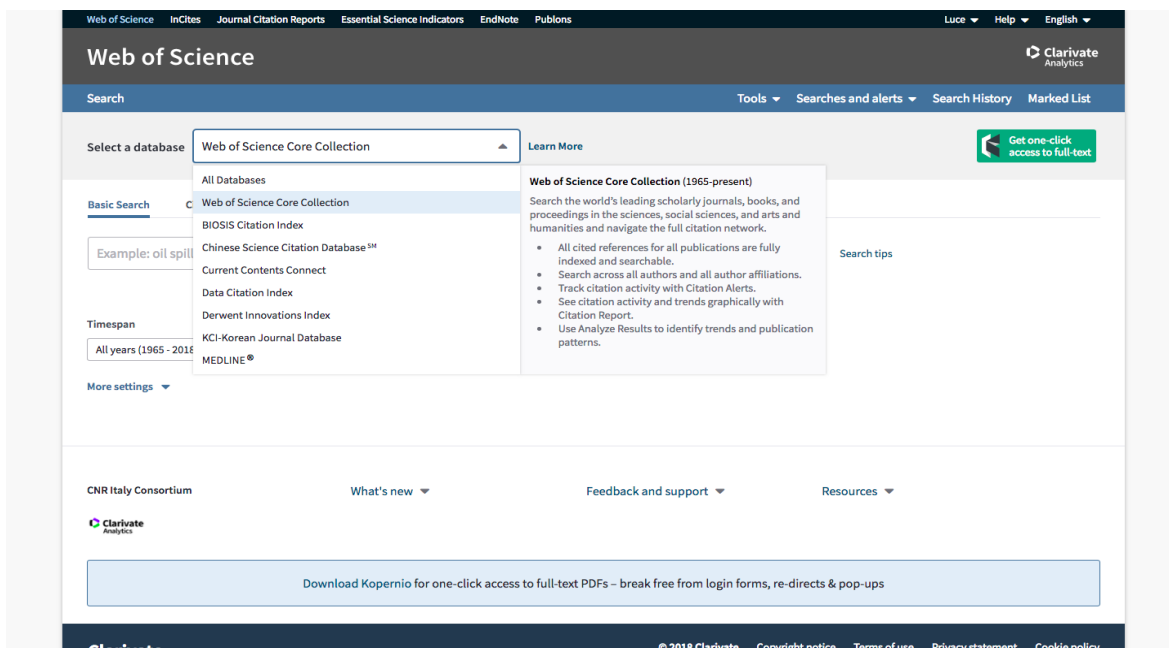 Web of Science InCites Journal Citation Reports Essential Science Indicators EndNote Publons Luce Help English
Web of Science
Clarivate
Analytics
Search Tools Searches and alerts Search History Marked List
Select a database Web of Science Core Collection Learn More
Get one-click
access to full-text
All Databases
Web of Science Core Collection
BIOSIS Citation Index
Chinese Science Citation Database℠
Current Contents Connect
Data Citation Index
Derwent Innovations Index
KCI-Korean Journal Database
MEDLINE®
Web of Science Core Collection (1965-present)
Search the world's leading scholarly journals, books, and
proceedings in the sciences, social sciences, and arts and
humanities and navigate the full citation network.
• All cited references for all publications are fully
indexed and searchable.
• Search across all authors and all author affiliations.
• Track citation activity with Citation Alerts.
• See citation activity and trends graphically with
Citation Report.
• Use Analyze Results to identify trends and publication
patterns.
Basic Search C
Example: oil spill
Search tips
Timespan
All years (1965 - 2018
More settings
CNR Italy Consortium What's new Feedback and support Resources
Clarivate
Analytics
Download Kopernio for one-click access to full-text PDFs – break free from login forms, re-directs & pop-ups
Clarivate © 2018 Clarivate Copyright notice Terms of use Privacy statement Cookie policy